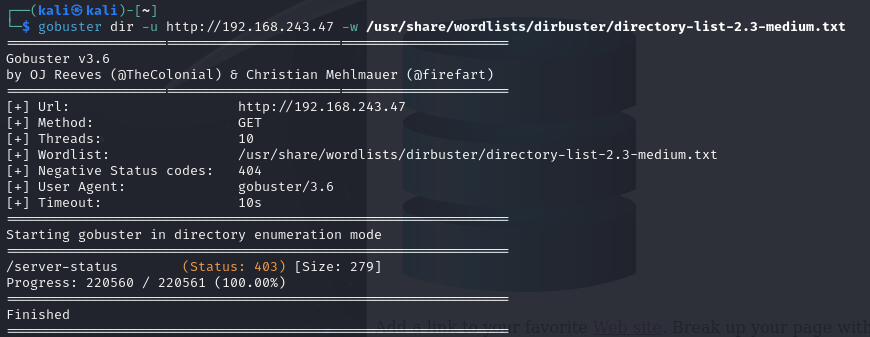 ┌──(kali㉿kali)-[~]
└─$ gobuster dir -u http://192.168.243.47 -w /usr/share/wordlists/dirbuster/directory-list-2.3-medium.txt
===============================================================
Gobuster v3.6
by OJ Reeves (@TheColonial) & Christian Mehlmauer (@firefart)
===============================================================
[+] Url:                     http://192.168.243.47
[+] Method:                  GET
[+] Threads:                 10
[+] Wordlist:                /usr/share/wordlists/dirbuster/directory-list-2.3-medium.txt
[+] Negative Status codes:   404
[+] User Agent:              gobuster/3.6
[+] Timeout:                 10s
===============================================================
Starting gobuster in directory enumeration mode
===============================================================
/server-status        (Status: 403) [Size: 279]
Progress: 220560 / 220561 (100.00%)
===============================================================
Finished
Add a link to your favorite Web site. Break up your page with
===============================================================